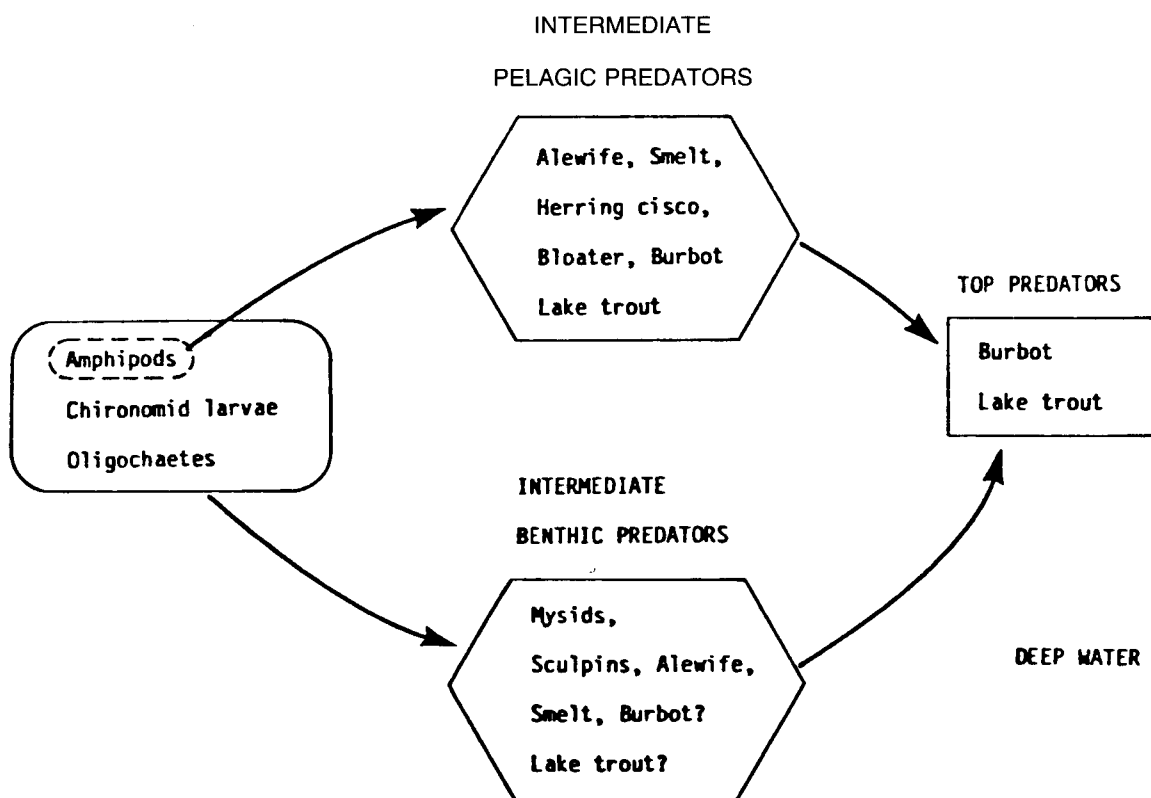 INTERMEDIATE
PELAGIC PREDATORS
Alewife, Smelt,
Herring cisco,
Bloater, Burbot
Lake trout
TOP PREDATORS
Burbot
Lake trout
Amphipods
Chironomid larvae
Oligochaetes
INTERMEDIATE
BENTHIC PREDATORS
Mysids,
Sculpins, Alewife,
Smelt, Burbot?
Lake trout?
DEEP WATER